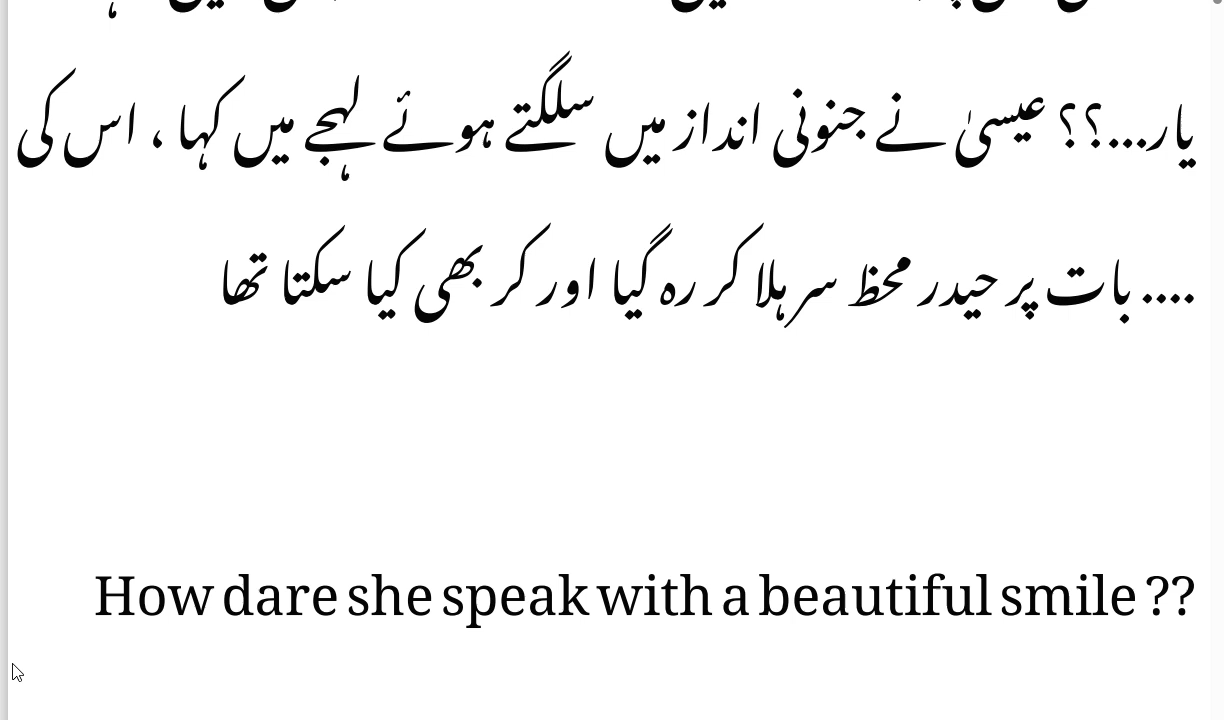 یار...؟؟ عیسیٰ نے جنونی انداز میں سلگتے ہوئے لہجے میں کہا ، اس کی
بات پر حیدر محظ سر ہلا کر رہ گیا اور کر بھی کیا سکتا تھا ....
How dare she speak with a beautiful smile ??